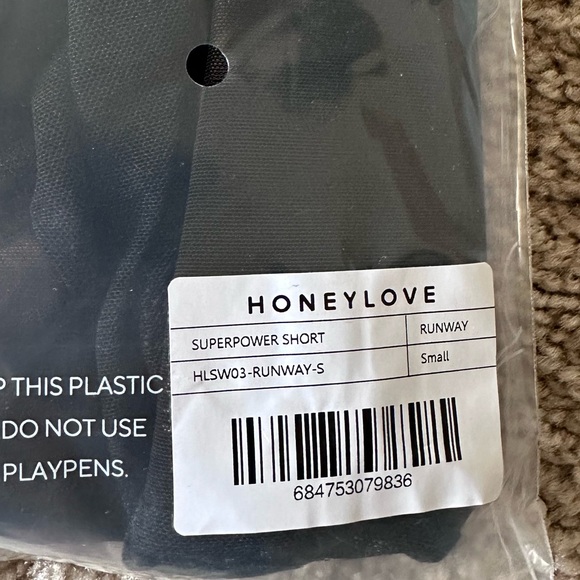 HONEYLOVE
SUPERPOWER SHORT RUNWAY
HLSW03-RUNWAY-S Small
684753079836
THIS PLASTIC
DO NOT USE
PLAYPENS.